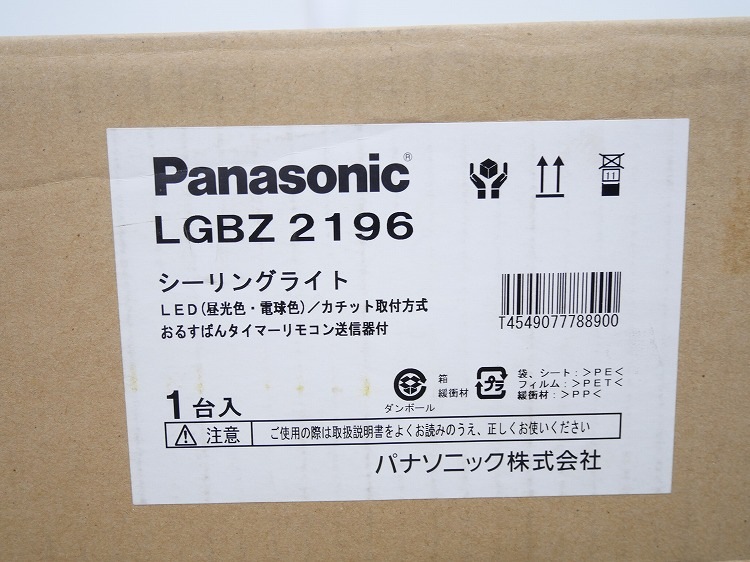 Panasonic®
LGBZ 2196
シーリングライト
LED(昼光色・電球色)/カチット取付方式
おるすばんタイマーリモコン送信器付
11
T4549077788900
1台入
ダンボール
箱
緩衝材
プラ
袋、シート:>PE<
フィルム:>PET<
緩衝材:>PP<
注意
ご使用の際は取扱説明書をよくお読みのうえ、正しくお使いください
パナソニック株式会社